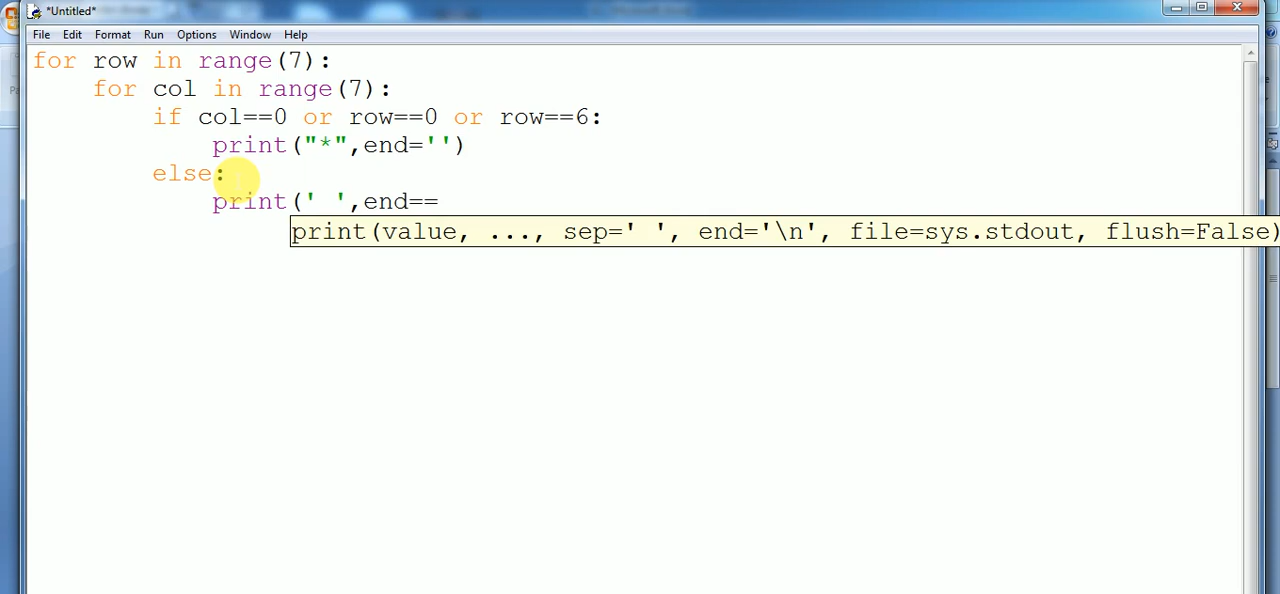 *Untitled*
File Edit Format Run Options Window Help
for row in range(7):
    for col in range(7):
        if col==0 or row==0 or row==6:
            print("*",end='')
        else:
            print(' ',end==
print(value, ..., sep=' ', end='\n', file=sys.stdout, flush=False)